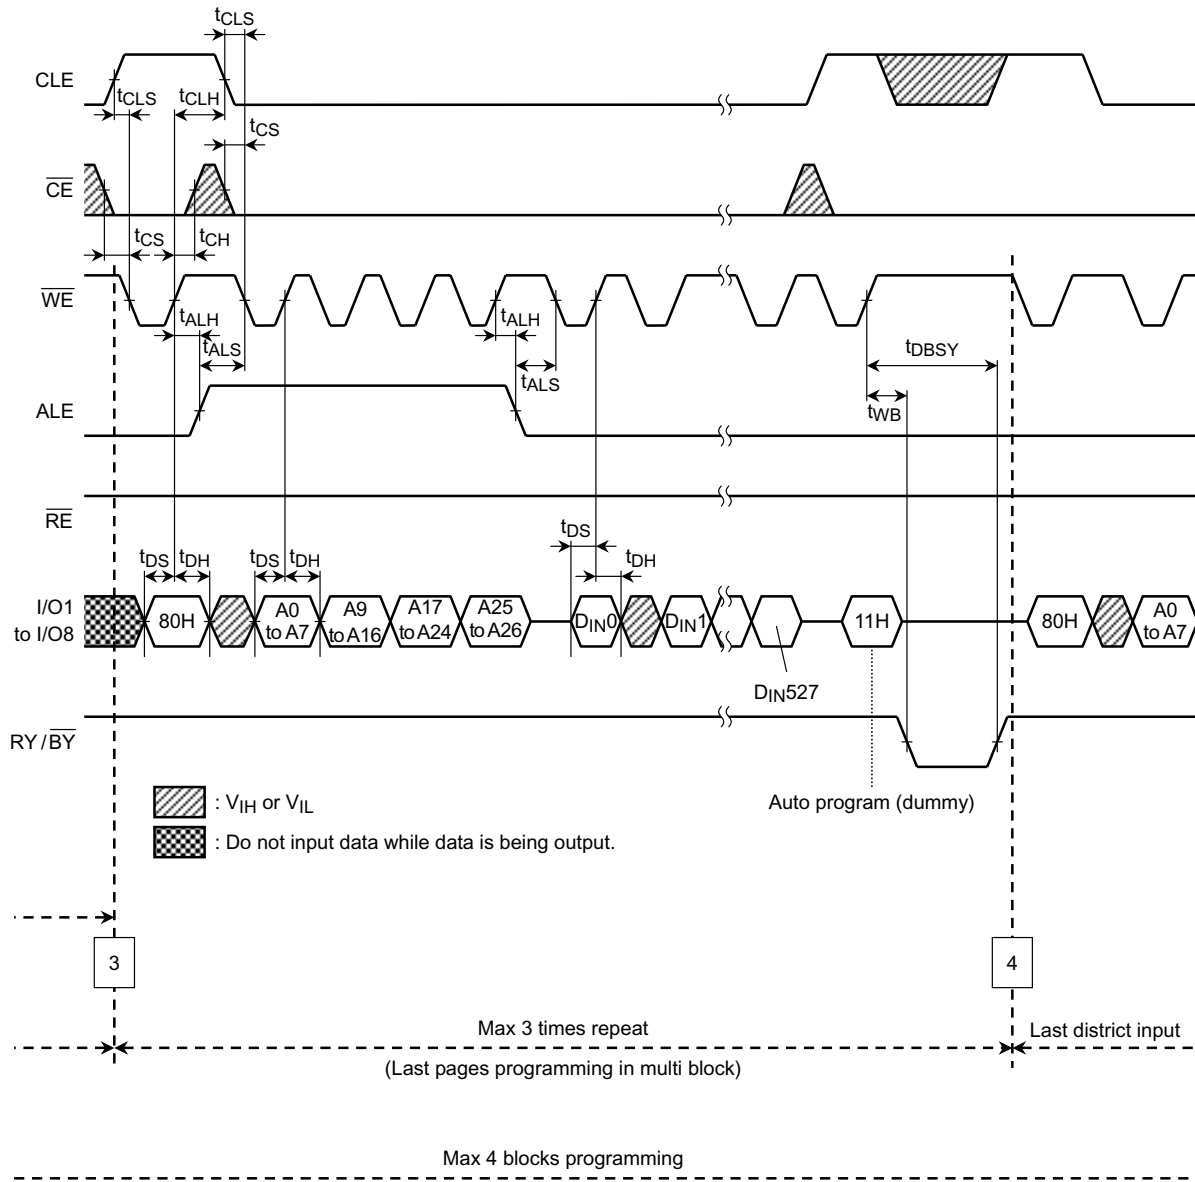 tCLS
CLE
tCLS
tCLH
tCS
CE
tCS
tCH
WE
tALH
tALH
tALS
tDBSY
tALS
ALE
tWB
RE
tDS
tDS
tDH
tDS
tDH
tDH
I/O1
to I/O8
80H
A0
to A7
A9
to A16
A17
to A24
A25
to A26
DIN0
DIN1
11H
80H
A0
to A7
DIN527
RY/BY
: VIH or VIL
Auto program (dummy)
: Do not input data while data is being output.
3
4
Max 3 times repeat
Last district input
(Last pages programming in multi block)
Max 4 blocks programming